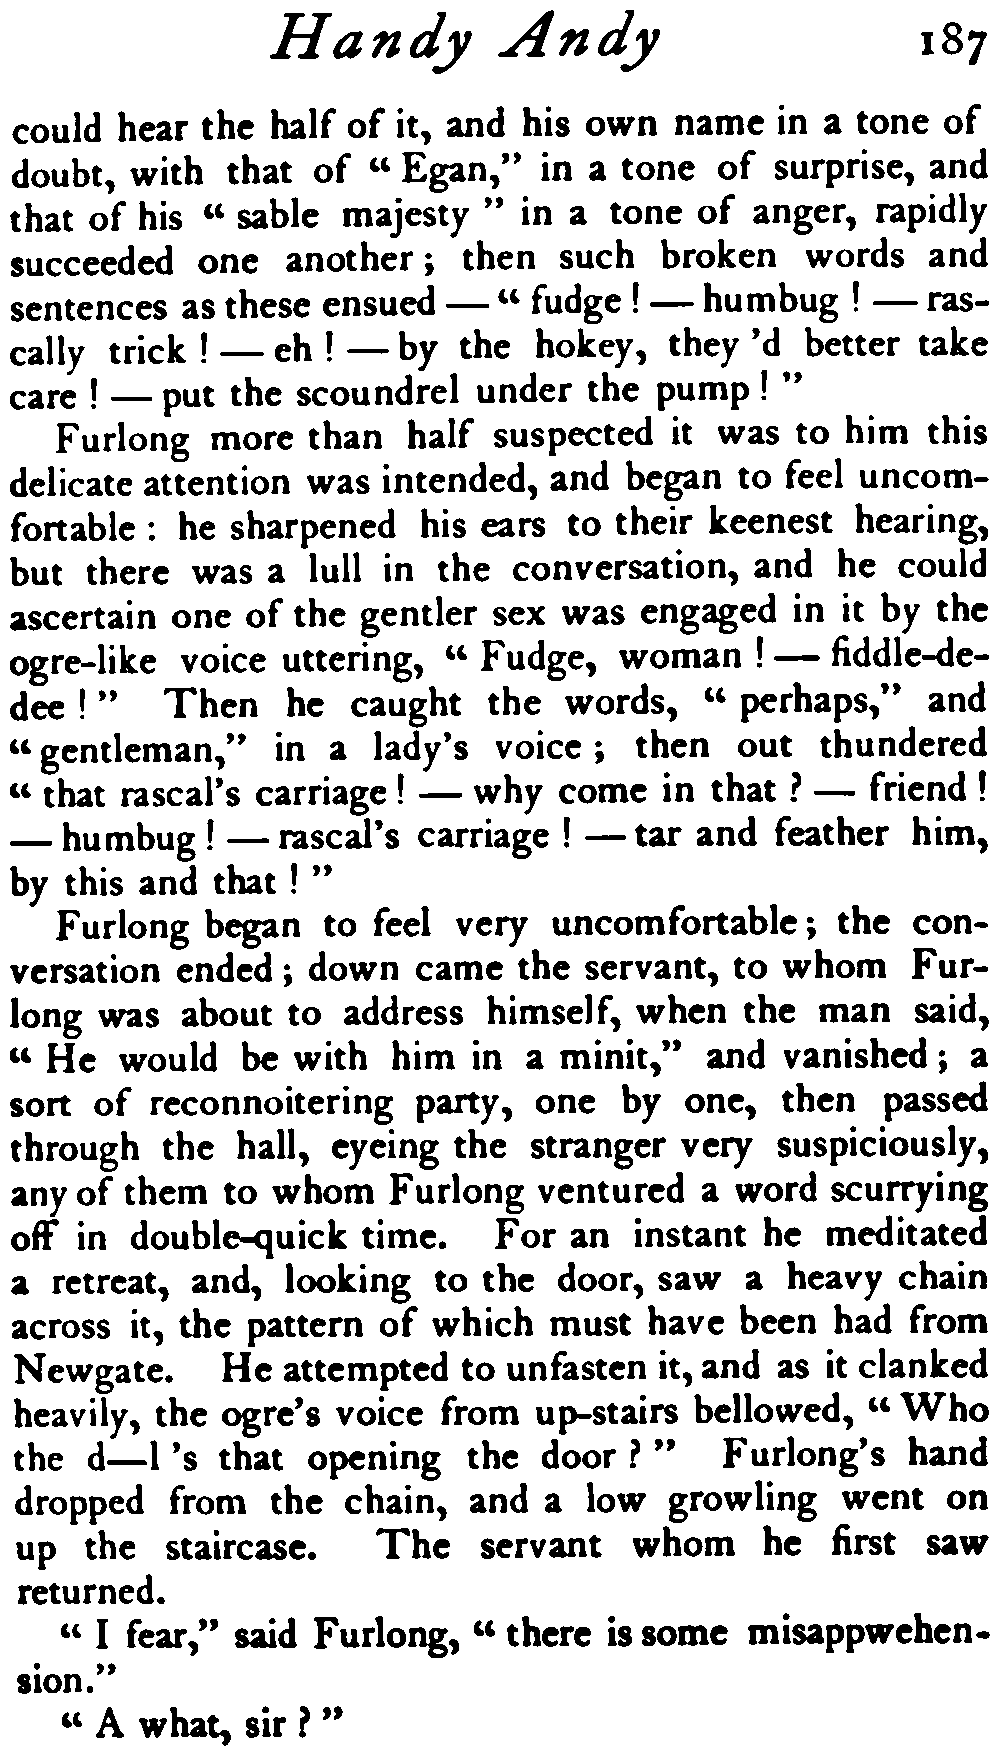 Handy Andy 187
could hear the half of it, and his own name in a tone of
doubt, with that of "Egan," in a tone of surprise, and
that of his "sable majesty" in a tone of anger, rapidly
succeeded one another; then such broken words and
sentences as these ensued — "fudge! — humbug! — ras-
cally trick! — eh! — by the hokey, they 'd better take
care! — put the scoundrel under the pump!"
Furlong more than half suspected it was to him this
delicate attention was intended, and began to feel uncom-
fortable: he sharpened his ears to their keenest hearing,
but there was a lull in the conversation, and he could
ascertain one of the gentler sex was engaged in it by the
ogre-like voice uttering, "Fudge, woman! — fiddle-de-
dee!" Then he caught the words, "perhaps," and
"gentleman," in a lady's voice; then out thundered
"that rascal's carriage! — why come in that? — friend!
— humbug! — rascal's carriage! — tar and feather him,
by this and that!"
Furlong began to feel very uncomfortable; the con-
versation ended; down came the servant, to whom Fur-
long was about to address himself, when the man said,
"He would be with him in a minit," and vanished; a
sort of reconnoitering party, one by one, then passed
through the hall, eyeing the stranger very suspiciously,
any of them to whom Furlong ventured a word scurrying
off in double-quick time. For an instant he meditated
a retreat, and, looking to the door, saw a heavy chain
across it, the pattern of which must have been had from
Newgate. He attempted to unfasten it, and as it clanked
heavily, the ogre's voice from up-stairs bellowed, "Who
the d—l 's that opening the door?" Furlong's hand
dropped from the chain, and a low growling went on
up the staircase. The servant whom he first saw
returned.
"I fear," said Furlong, "there is some misappwehen-
sion."
"A what, sir?"